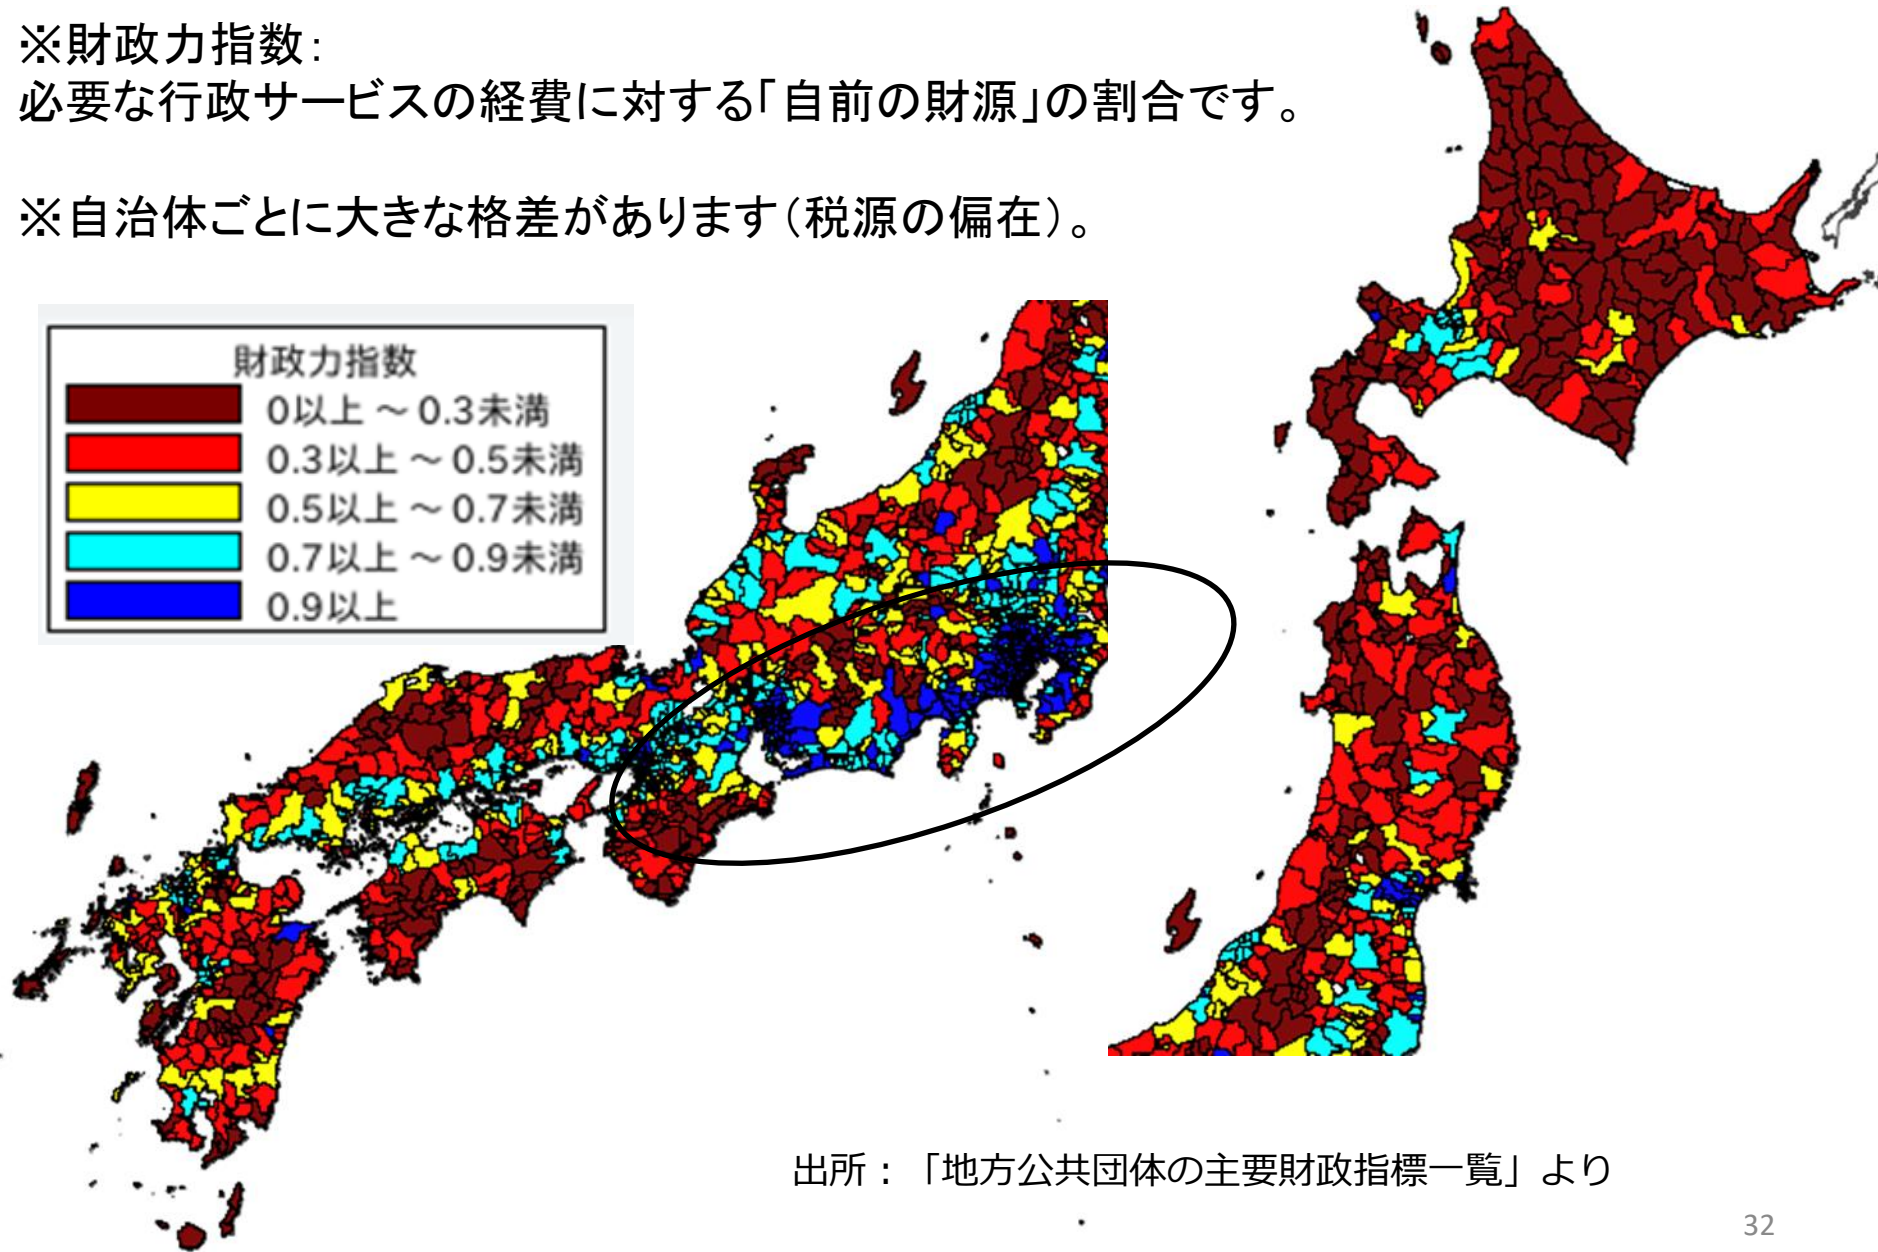 ※財政力指数：
必要な行政サービスの経費に対する「自前の財源」の割合です。
※自治体ごとに大きな格差があります（税源の偏在）。
財政力指数
0以上 ～ 0.3未満
0.3以上 ～ 0.5未満
0.5以上 ～ 0.7未満
0.7以上 ～ 0.9未満
0.9以上
出所：「地方公共団体の主要財政指標一覧」より
32